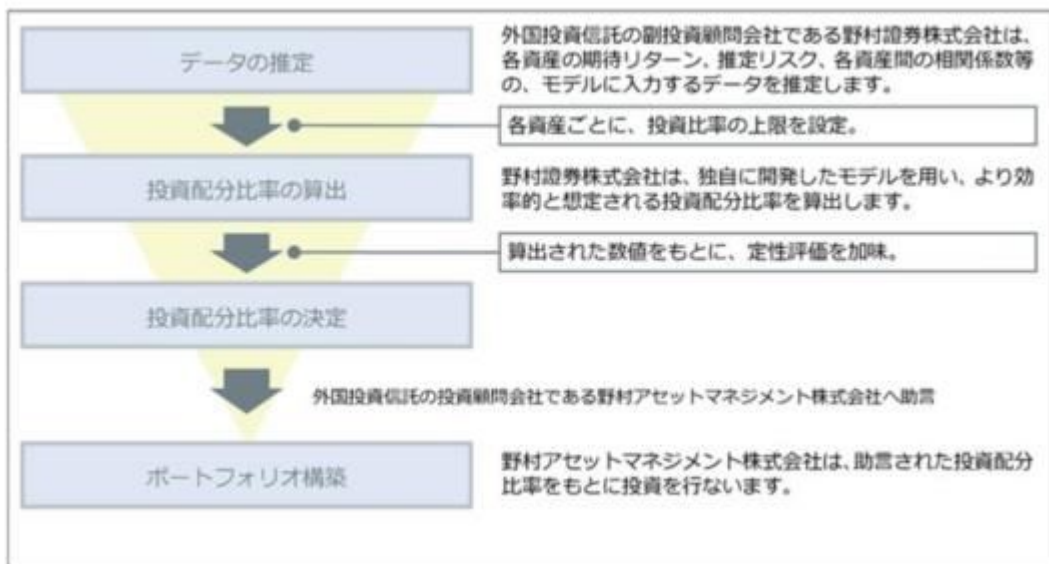 データの推定
外国投資信託の副投資顧問会社である野村證券株式会社は、
各資産の期待リターン、推定リスク、各資産間の相関係数等
の、モデルに入力するデータを推定します。
各資産ごとに、投資比率の上限を設定。
投資配分比率の算出
野村證券株式会社は、独自に開発したモデルを用い、より効
率的と想定される投資配分比率を算出します。
算出された数値をもとに、定性評価を加味。
投資配分比率の決定
外国投資信託の投資顧問会社である野村アセットマネジメント株式会社へ助言
ポートフォリオ構築
野村アセットマネジメント株式会社は、助言された投資配分
比率をもとに投資を行ないます。